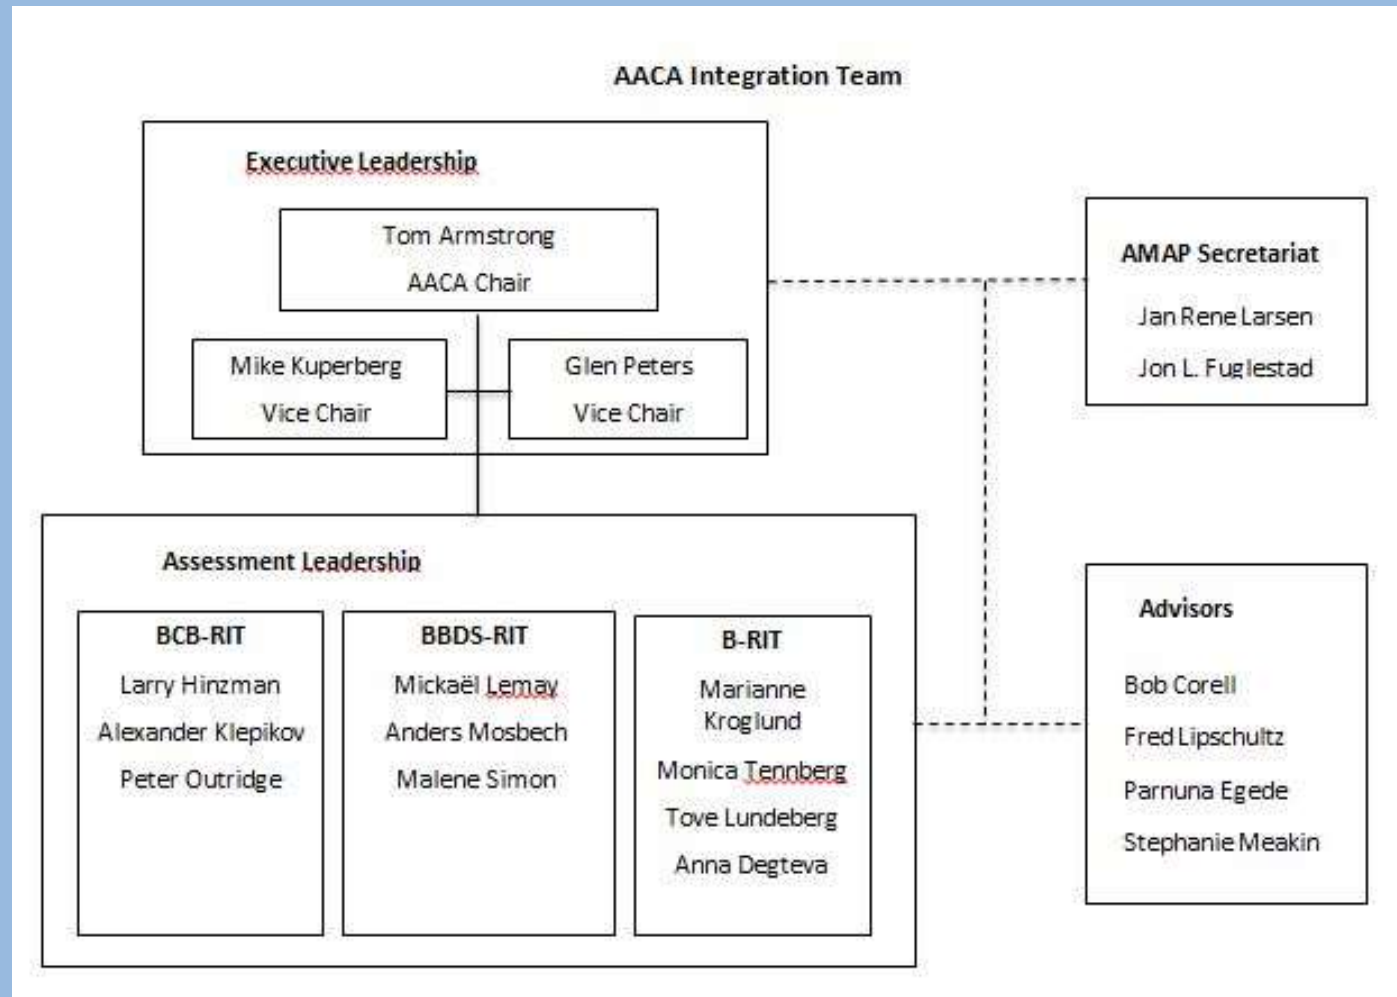 AACA Integration Team
Executive Leadership
Tom Armstrong
AACA Chair
Mike Kuperberg
Vice Chair
Glen Peters
Vice Chair
AMAP Secretariat
Jan Rene Larsen
Jon L. Fuglestad
Assessment Leadership
BCB-RIT
Larry Hinzman
Alexander Klepikov
Peter Outridge
BBDS-RIT
Mickaël Lemay
Anders Mosbech
Malene Simon
B-RIT
Marianne
Kroglund
Monica Tennberg
Tove Lundeberg
Anna Degteva
Advisors
Bob Corell
Fred Lipschultz
Parnuna Egede
Stephanie Meakin